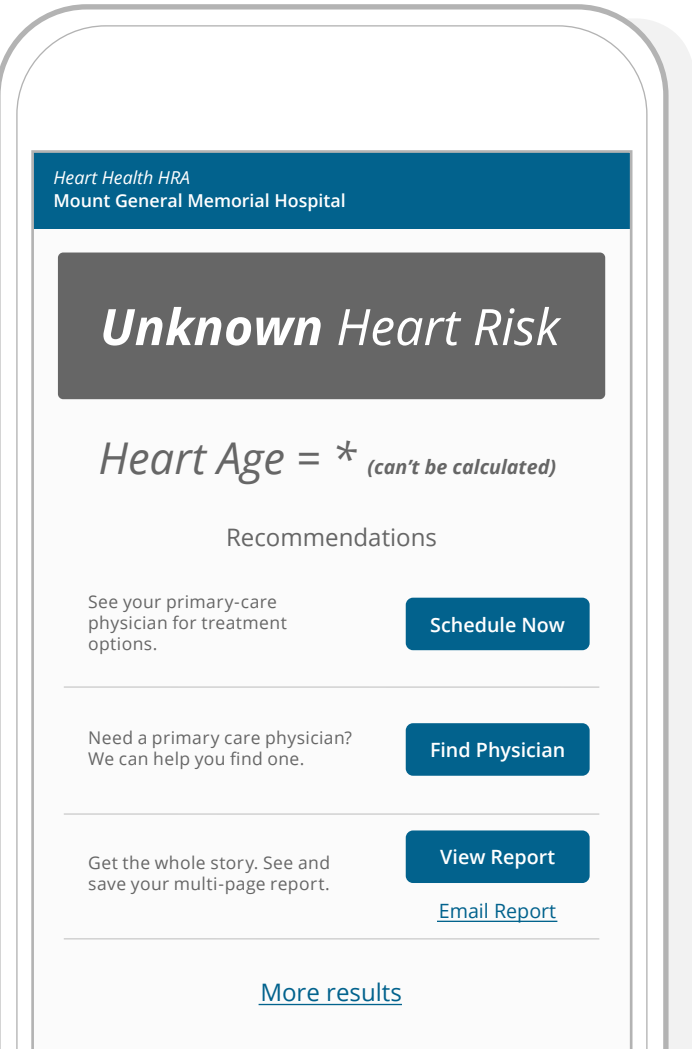 Heart Health HRA
Mount General Memorial Hospital
Unknown Heart Risk
Heart Age = * (can’t be calculated)
Recommendations
See your primary-care
physician for treatment
options.
Schedule Now
Need a primary care physician?
We can help you find one.
Find Physician
Get the whole story. See and
save your multi-page report.
View Report
Email Report
More results